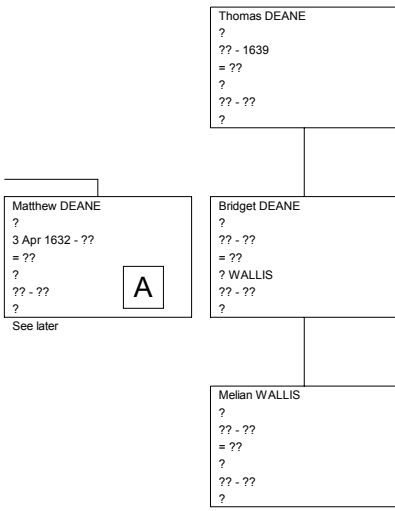 Thomas DEANE
?
?? - 1639
= ??
?
?? - ??
?
Matthew DEANE
?
3 Apr 1632 - ??
= ??
?
?? - ??
?
A
See later
Bridget DEANE
?
?? - ??
= ??
? WALLIS
?? - ??
?
Melian WALLIS
?
?? - ??
= ??
?
?? - ??
?